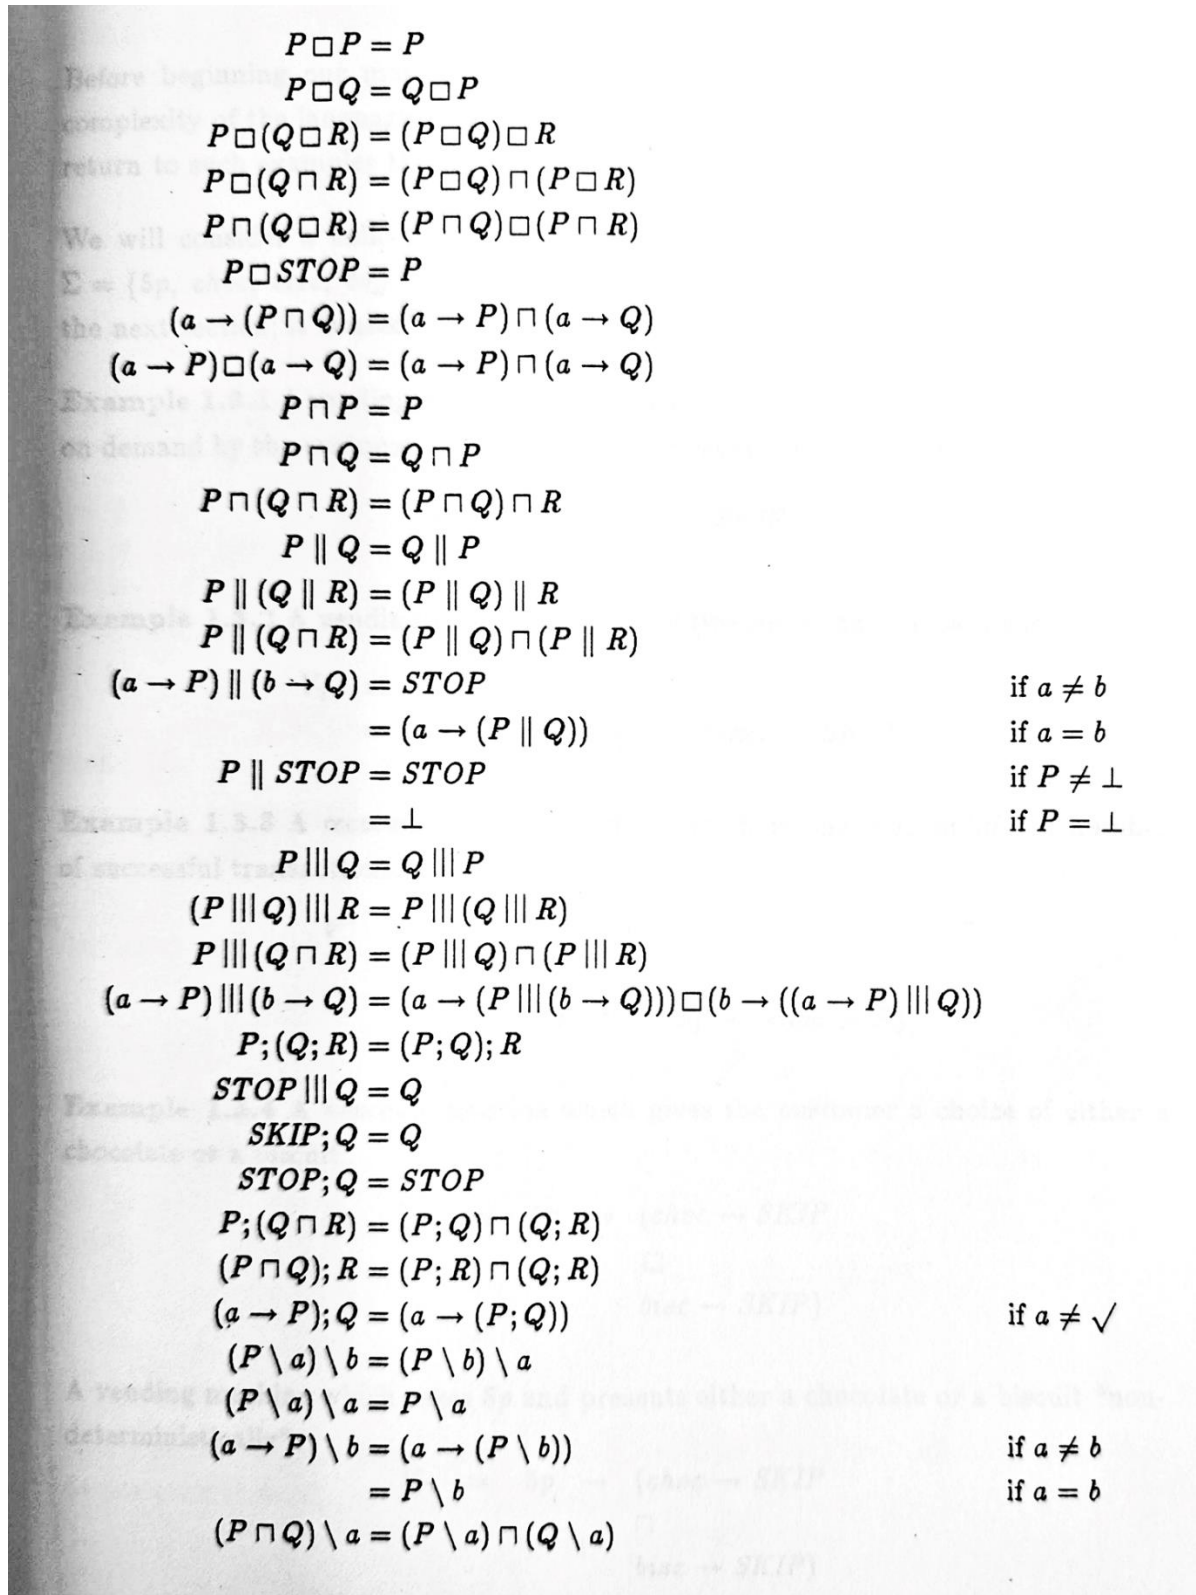 P □ P = P
P □ Q = Q □ P
P □ (Q □ R) = (P □ Q) □ R
P □ (Q ⊓ R) = (P □ Q) ⊓ (P □ R)
P ⊓ (Q □ R) = (P ⊓ Q) □ (P ⊓ R)
P □ STOP = P
(a → (P ⊓ Q)) = (a → P) ⊓ (a → Q)
(a → P) □ (a → Q) = (a → P) ⊓ (a → Q)
P ⊓ P = P
P ⊓ Q = Q ⊓ P
P ⊓ (Q ⊓ R) = (P ⊓ Q) ⊓ R
P || Q = Q || P
P || (Q || R) = (P || Q) || R
P || (Q ⊓ R) = (P || Q) ⊓ (P || R)
(a → P) || (b → Q) = STOP if a ≠ b
= (a → (P || Q)) if a = b
P || STOP = STOP if P ≠ ⊥
= ⊥ if P = ⊥
P ||| Q = Q ||| P
(P ||| Q) ||| R = P ||| (Q ||| R)
P ||| (Q ⊓ R) = (P ||| Q) ⊓ (P ||| R)
(a → P) ||| (b → Q) = (a → (P ||| (b → Q))) □ (b → ((a → P) ||| Q))
P; (Q; R) = (P; Q); R
STOP ||| Q = Q
SKIP; Q = Q
STOP; Q = STOP
P; (Q ⊓ R) = (P; Q) ⊓ (Q; R)
(P ⊓ Q); R = (P; R) ⊓ (Q; R)
(a → P); Q = (a → (P; Q)) if a ≠ √
(P \ a) \ b = (P \ b) \ a
(P \ a) \ a = P \ a
(a → P) \ b = (a → (P \ b)) if a ≠ b
= P \ b if a = b
(P ⊓ Q) \ a = (P \ a) ⊓ (Q \ a)